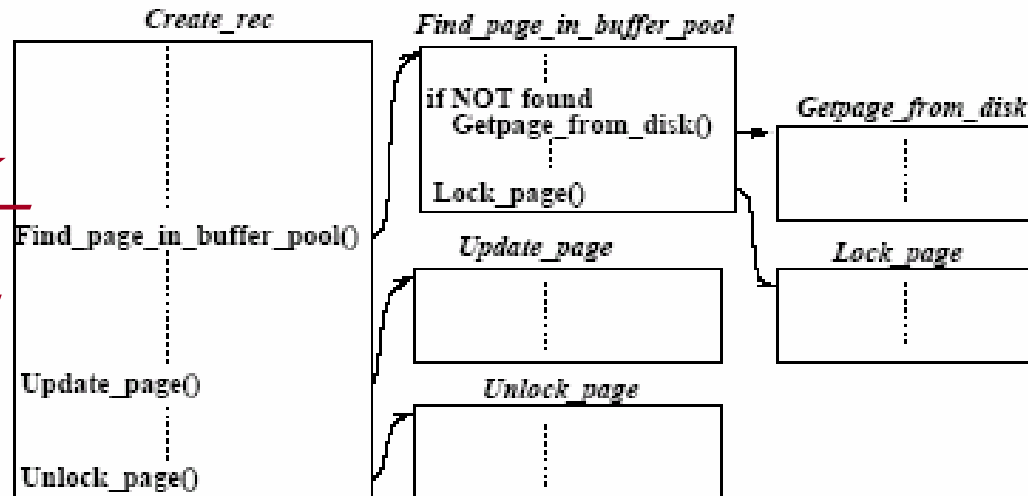 Create_rec
Find_page_in_buffer_pool()
Update_page()
Unlock_page()
Find_page_in_buffer_pool
if NOT found
Getpage_from_disk()
Lock_page()
Getpage_from_disk
Update_page
Lock_page
Unlock_page